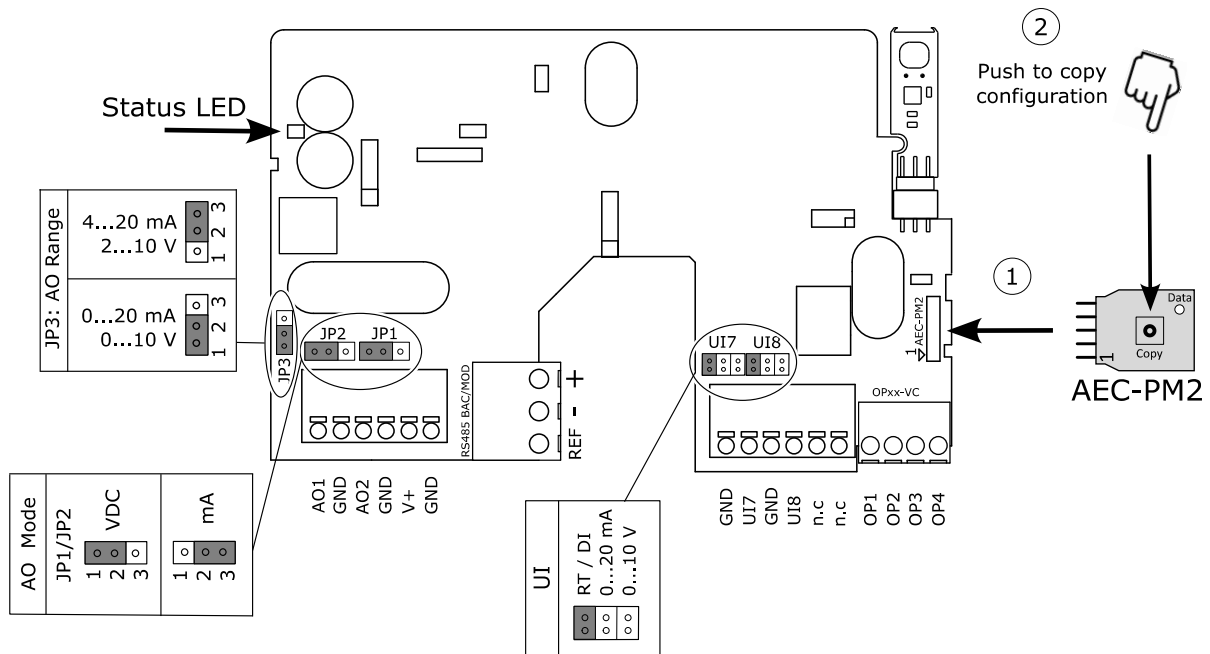 2
Push to copy
configuration
Status LED
JP3: AO Range
4...20 mA
2...10 V
1 2 3
0...20 mA
0...10 V
1 2 3
1
Data
1
Copy
AEC-PM2
JP3
JP2 JP1
UI7 UI8
1 AEC-PM2
OPxx-VC
RS485 BAC/MOD
+
-
REF
AO1
GND
AO2
GND
V+
GND
GND
UI7
GND
UI8
n.c
n.c
OP1
OP2
OP3
OP4
AO Mode
JP1/JP2
VDC
1 2 3
mA
1 2 3
UI
RT / DI
0...20 mA
0...10 V